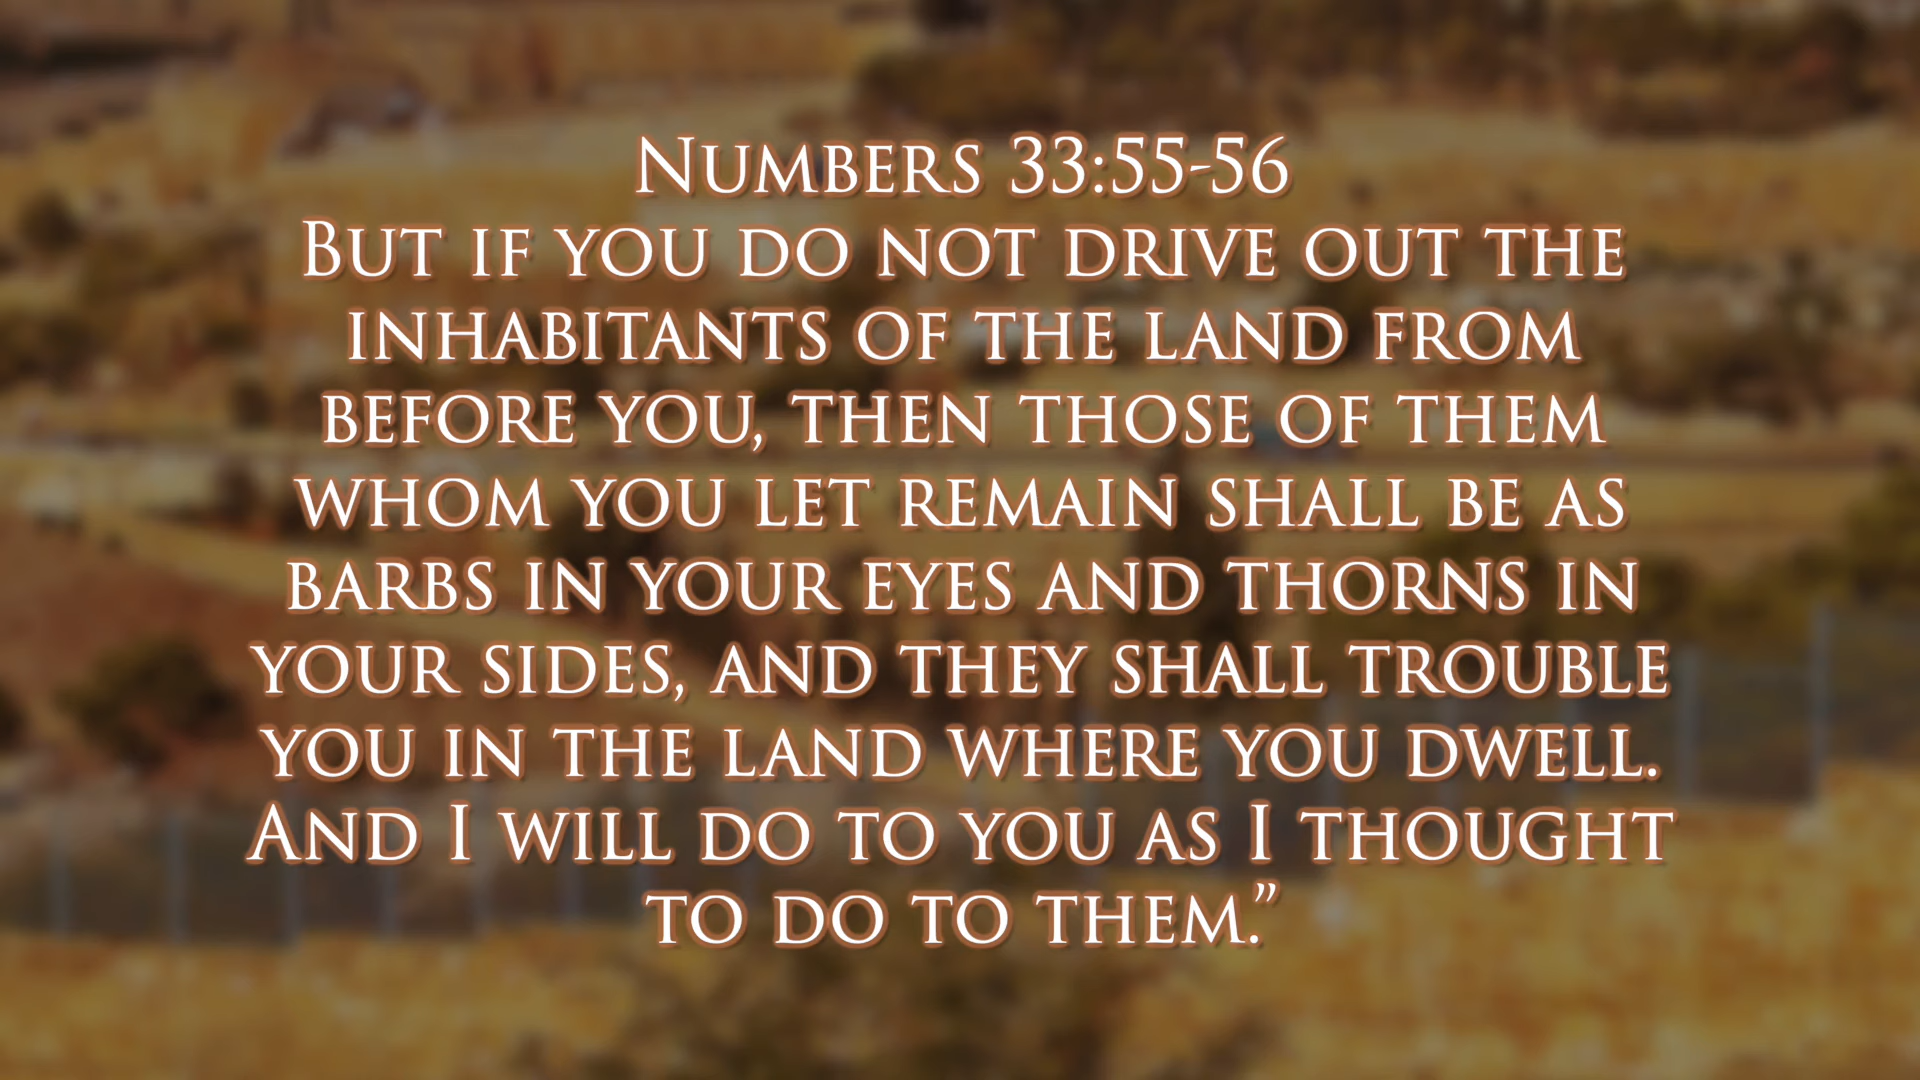 Numbers 33:55-56
But if you do not drive out the
inhabitants of the land from
before you, then those of them
whom you let remain shall be as
barbs in your eyes and thorns in
your sides, and they shall trouble
you in the land where you dwell.
And I will do to you as I thought
to do to them.”